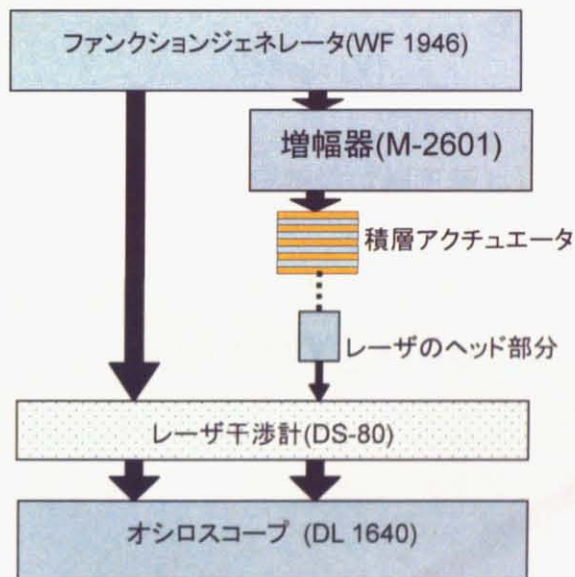 ファンクションジェネレータ(WF 1946)
増幅器(M-2601)
積層アクチュエータ
レーザのヘッド部分
レーザ干渉計(DS-80)
オシロスコープ (DL 1640)